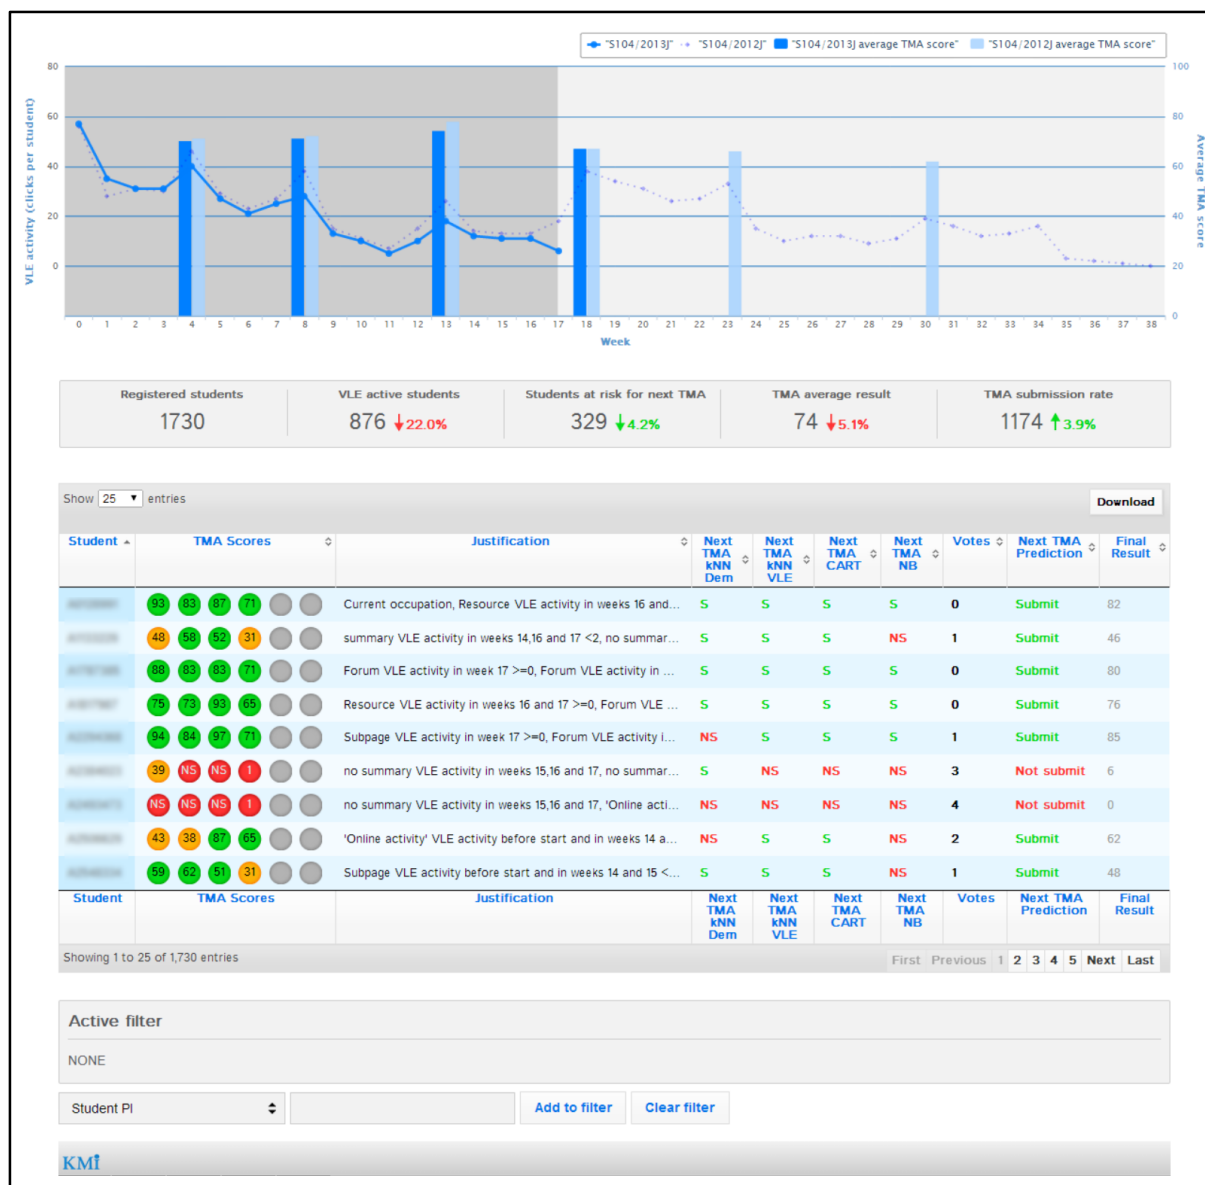 "S104/2013J" "S104/2012J" "S104/2013J average TMA score" "S104/2012J average TMA score"
80 100
60 80
40 60
20 40
0 20
0
VLE activity (clicks per student)
Average TMA score
0 1 2 3 4 5 6 7 8 9 10 11 12 13 14 15 16 17 18 19 20 21 22 23 24 25 26 27 28 29 30 31 32 33 34 35 36 37 38
Week
Registered students VLE active students Students at risk for next TMA TMA average result TMA submission rate
1730 876 ↓22.0% 329 ↓4.2% 74 ↓5.1% 1174 ↑3.9%
Show 25 entries
Download
Student TMA Scores Justification Next TMA kNN Dem Next TMA kNN VLE Next TMA CART Next TMA NB Votes Next TMA Prediction Final Result
93 83 87 71 Current occupation, Resource VLE activity in weeks 16 and... S S S S 0 Submit 82
48 58 52 31 summary VLE activity in weeks 14,16 and 17 <2, no summar... S S S NS 1 Submit 46
88 83 83 71 Forum VLE activity in week 17 >=0, Forum VLE activity in ... S S S S 0 Submit 80
75 73 93 65 Resource VLE activity in weeks 16 and 17 >=0, Forum VLE ... S S S S 0 Submit 76
94 84 97 71 Subpage VLE activity in week 17 >=0, Forum VLE activity i... NS S S S 1 Submit 85
39 NS NS 1 no summary VLE activity in weeks 15,16 and 17, no summar... S NS NS NS 3 Not submit 6
NS NS NS 1 no summary VLE activity in weeks 15,16 and 17, 'Online acti... NS NS NS NS 4 Not submit 0
43 38 87 65 'Online activity' VLE activity before start and in weeks 14 a... NS S S NS 2 Submit 62
59 62 51 31 Subpage VLE activity before start and in weeks 14 and 15 <... S S S NS 1 Submit 48
Student TMA Scores Justification Next TMA kNN Dem Next TMA kNN VLE Next TMA CART Next TMA NB Votes Next TMA Prediction Final Result
Showing 1 to 25 of 1,730 entries
First Previous 1 2 3 4 5 Next Last
Active filter
NONE
Student PI Add to filter Clear filter
KMi